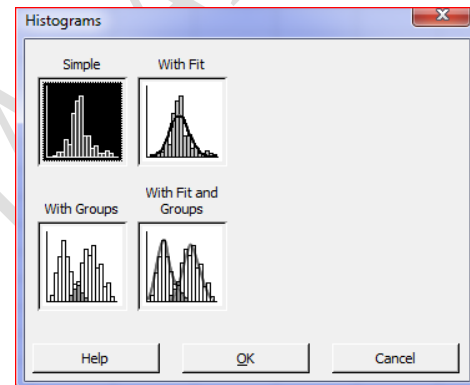 Histograms
Simple
With Fit
With Groups
With Fit and
Groups
Help
OK
Cancel